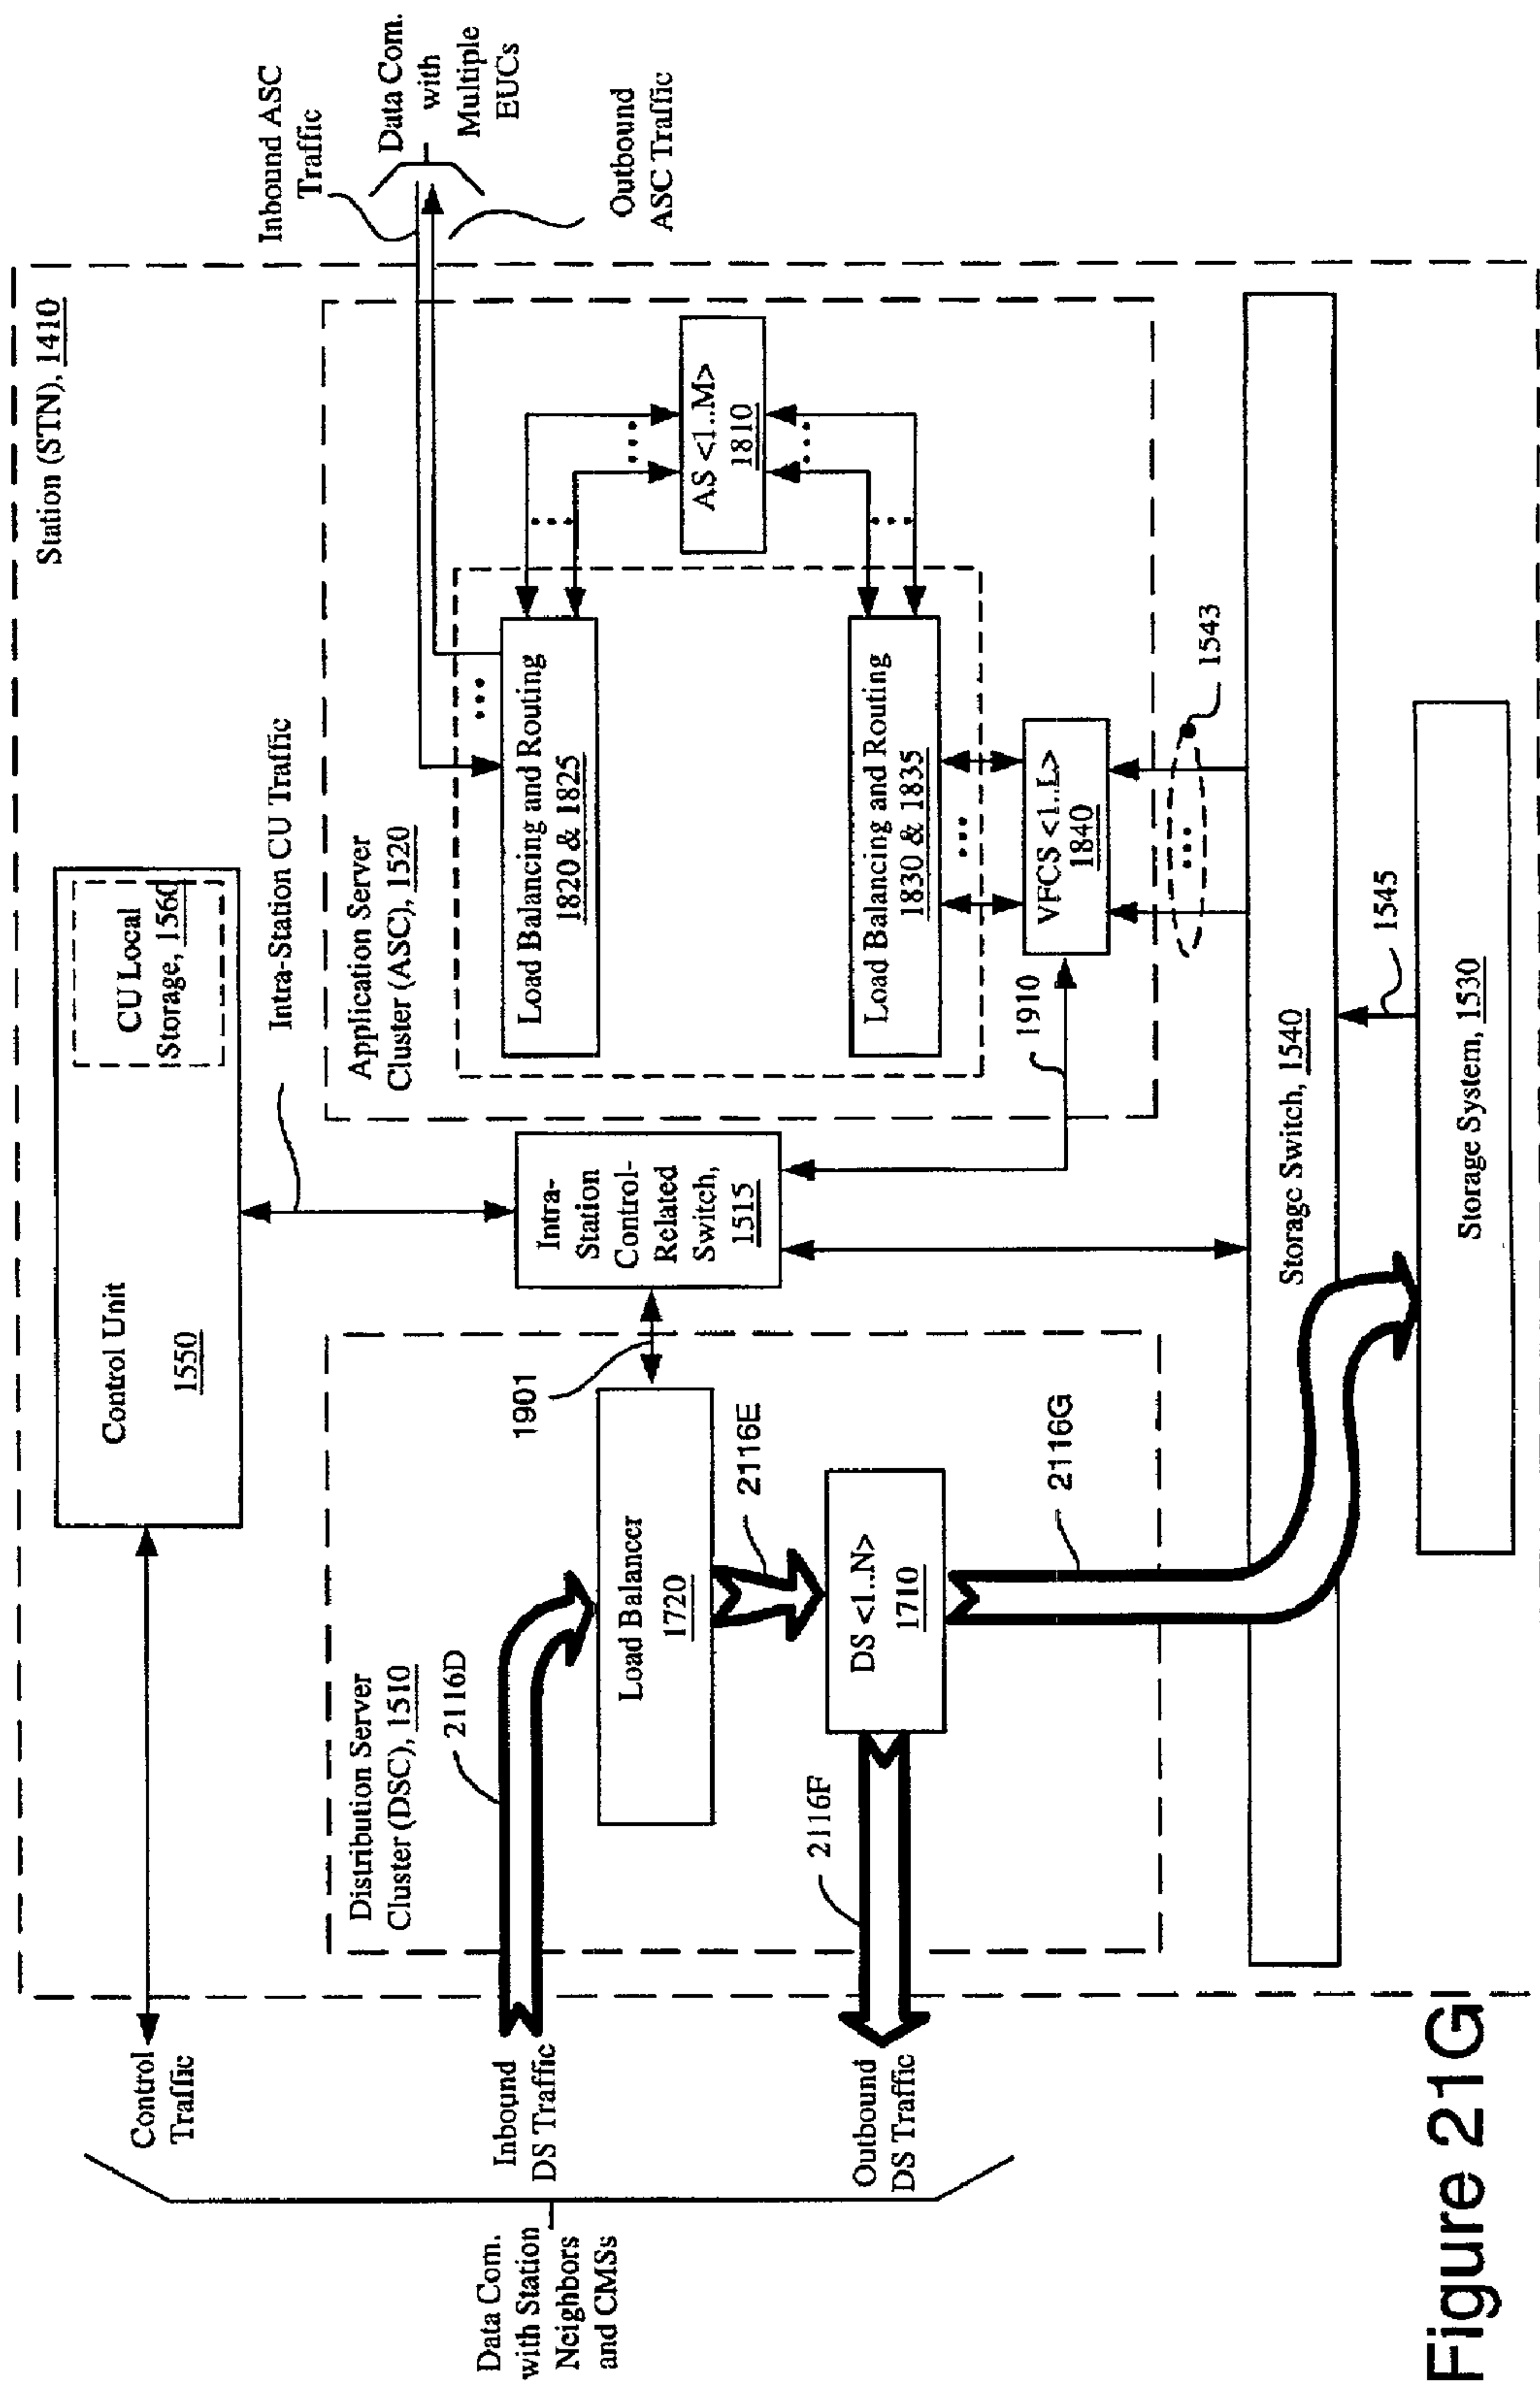 Station (STN), 1410
Control Unit
1550
CU Local
Storage, 1560
Control
Traffic
Intra-Station CU Traffic
Inbound ASC
Traffic
Data Com.
with
Multiple
EUCs
Outbound
ASC Traffic
Distribution Server
Cluster (DSC), 1510
2116D
Inbound
DS Traffic
Load Balancer
1720
1901
2116E
DS <1..N>
1710
2116F
Outbound
DS Traffic
2116G
Data Com.
with Station
Neighbors
and CMSs
Intra-
Station
Control-
Related
Switch,
1515
Application Server
Cluster (ASC), 1520
Load Balancing and Routing
1820 & 1825
...
...
...
AS <1..M>
1810
...
...
Load Balancing and Routing
1830 & 1835
...
VFCS <1..L>
1840
1910
...
1543
Storage Switch, 1540
1545
Storage System, 1530
Figure 21G